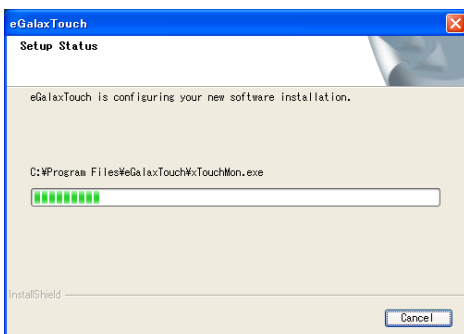 eGalaxTouch
Setup Status
eGalaxTouch is configuring your new software installation.
C:¥Program Files¥eGalaxTouch¥xTouchMon.exe
InstallShield
Cancel